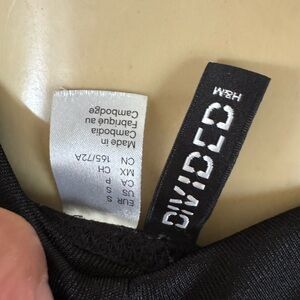 EUR S
US S
CA P
MX CH
CN 165/72A
Made in
Cambodia
Fabriqué au
Cambodge
DIVIDED
H&M